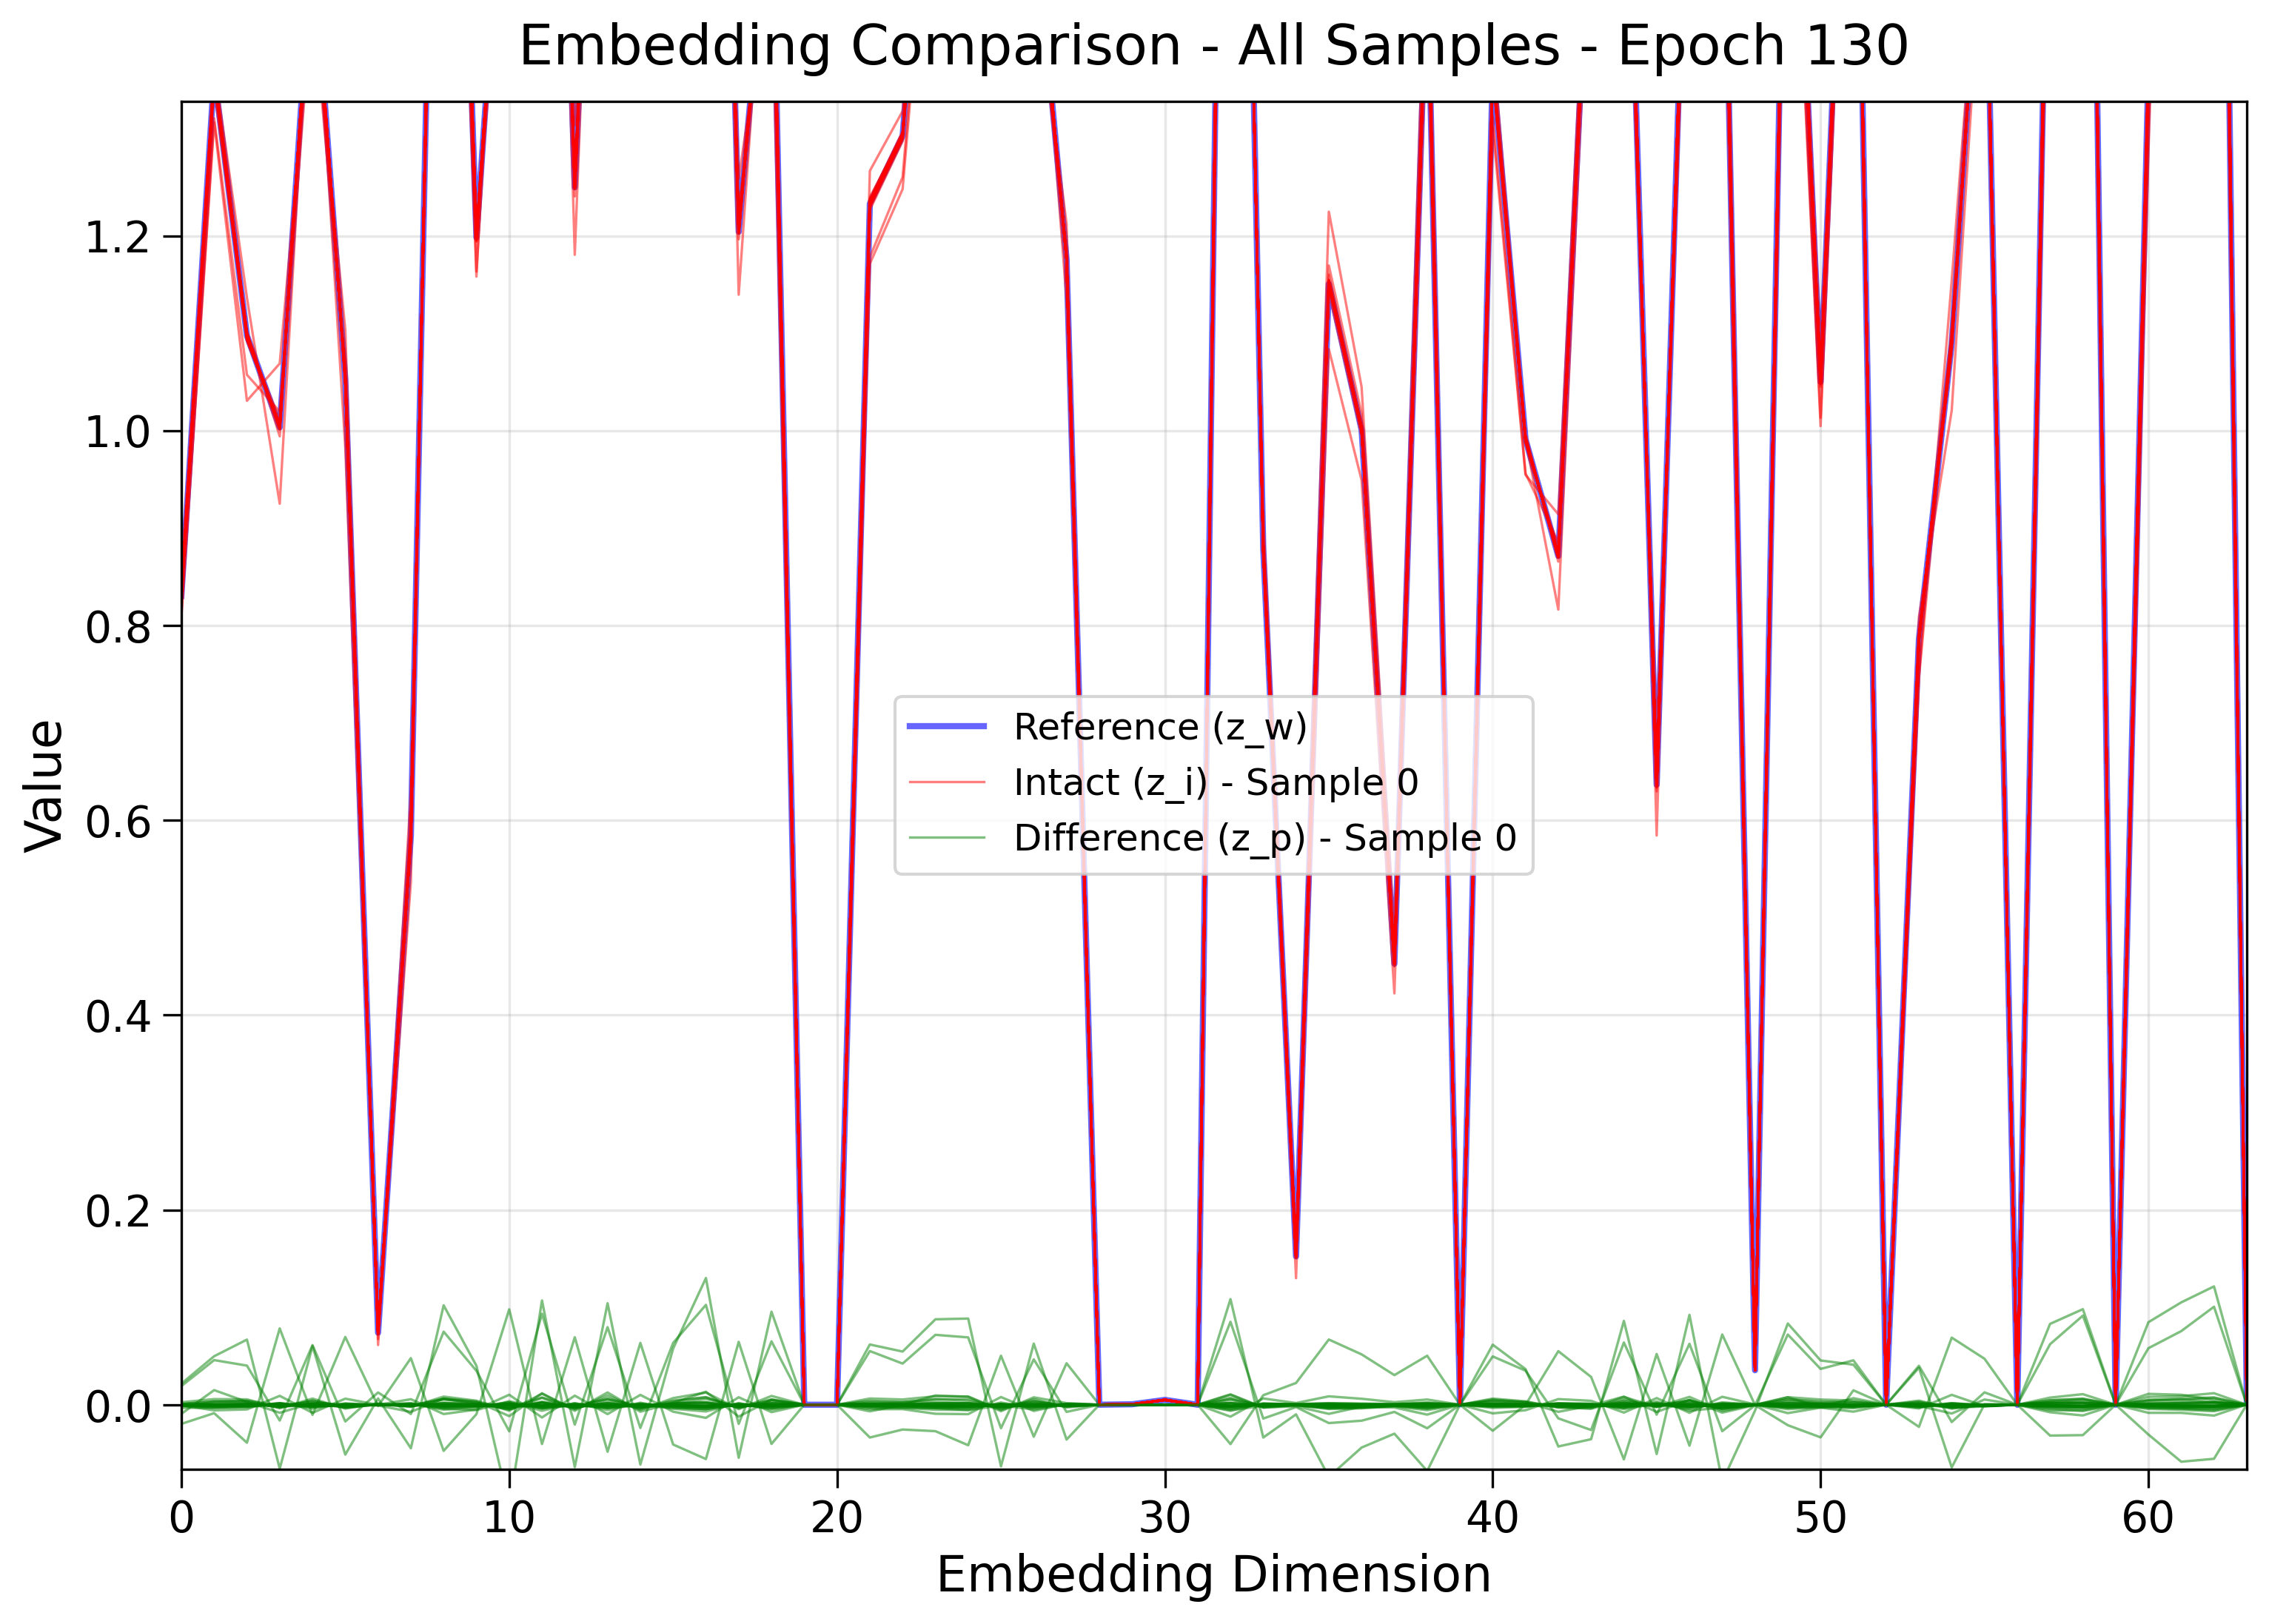 Embedding Comparison - All Samples - Epoch 130
Value
1.2
1.0
0.8
0.6
0.4
0.2
0.0
Reference (z_w)
Intact (z_i) - Sample 0
Difference (z_p) - Sample 0
0 10 20 30 40 50 60
Embedding Dimension